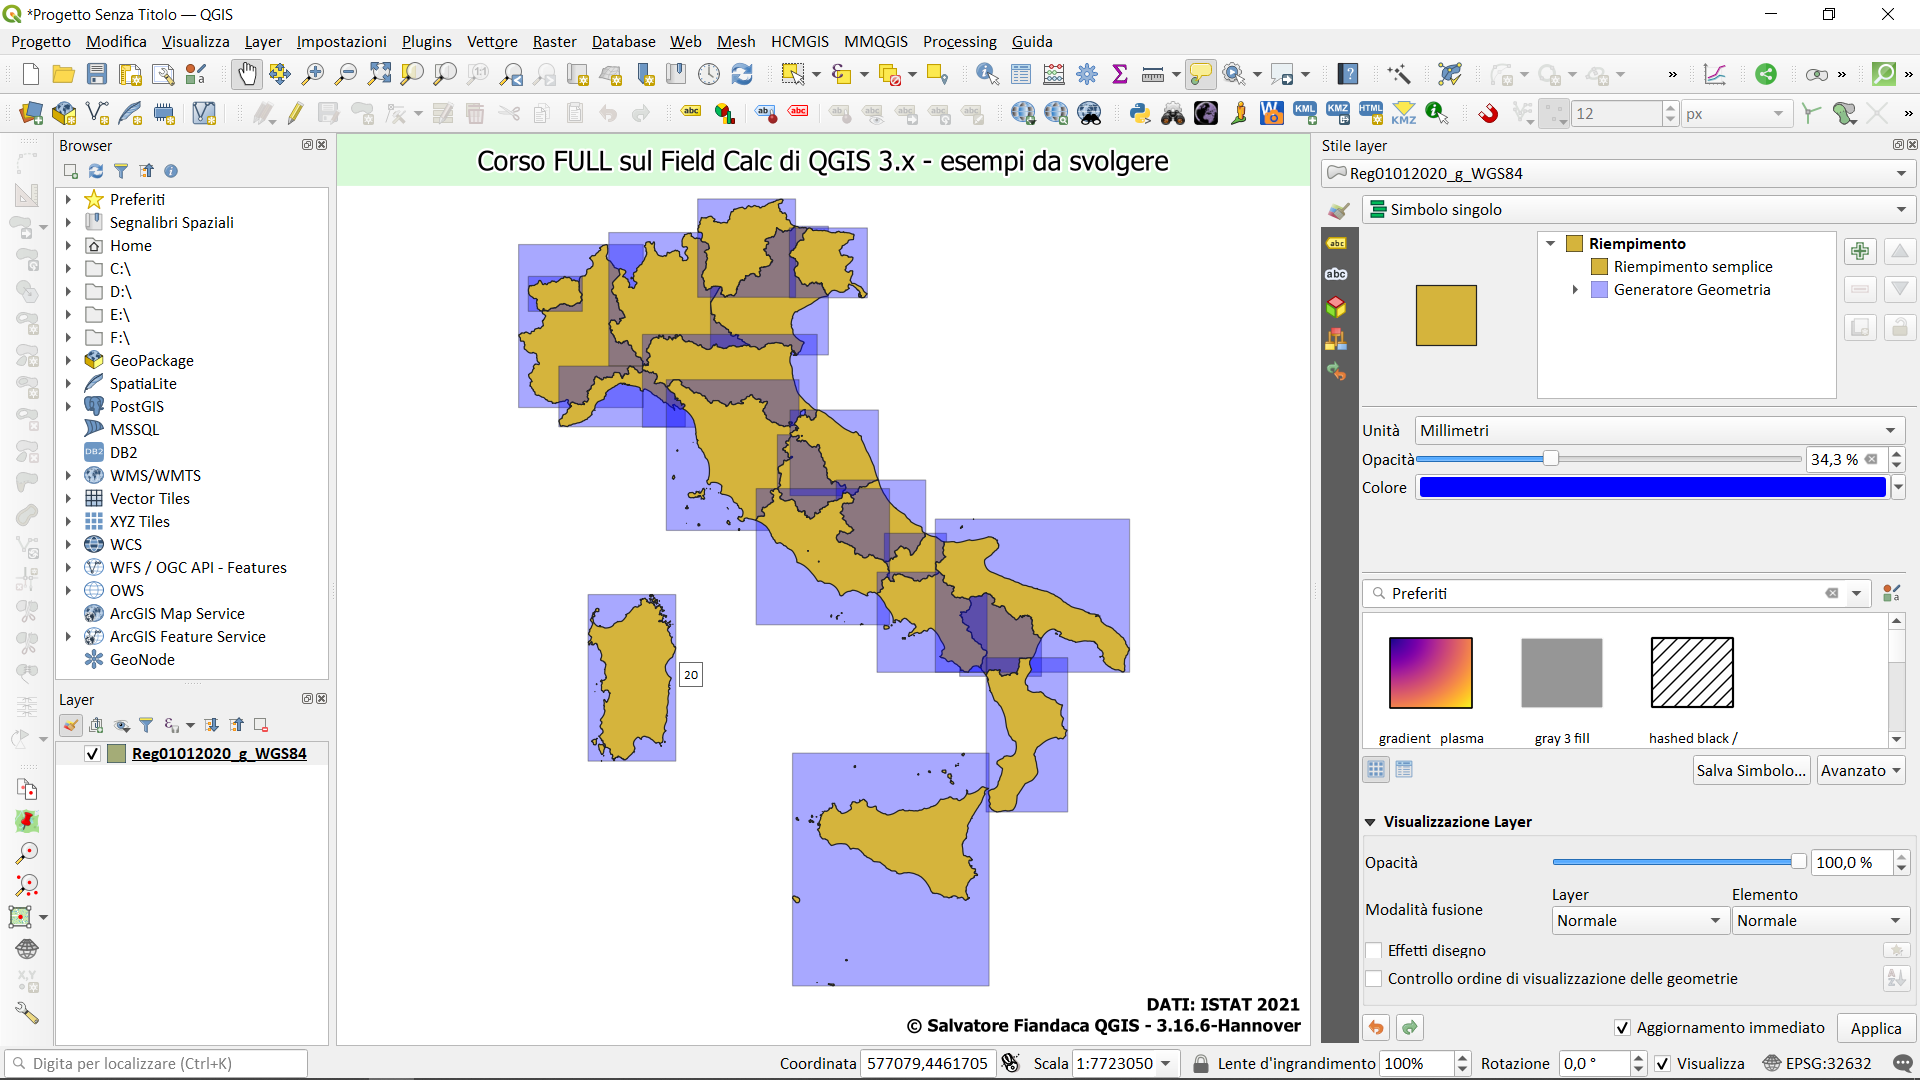 *Progetto Senza Titolo — QGIS
Progetto Modifica Visualizza Layer Impostazioni Plugins Vettore Raster Database Web Mesh HCMGIS MMQGIS Processing Guida
12 px
Browser
Preferiti
Segnalibri Spaziali
Home
C:\
D:\
E:\
F:\
GeoPackage
SpatiaLite
PostGIS
MSSQL
DB2
WMS/WMTS
Vector Tiles
XYZ Tiles
WCS
WFS / OGC API - Features
OWS
ArcGIS Map Service
ArcGIS Feature Service
GeoNode
Layer
Reg01012020_g_WGS84
Corso FULL sul Field Calc di QGIS 3.x - esempi da svolgere
20
DATI: ISTAT 2021
© Salvatore Fiandaca QGIS - 3.16.6-Hannover
Stile layer
Reg01012020_g_WGS84
Simbolo singolo
Riempimento
Riempimento semplice
Generatore Geometria
Unità Millimetri
Opacità 34,3 %
Colore
Preferiti
gradient plasma gray 3 fill hashed black /
Salva Simbolo... Avanzato
Visualizzazione Layer
Opacità 100,0 %
Layer Elemento
Modalità fusione Normale Normale
Effetti disegno
Controllo ordine di visualizzazione delle geometrie
Aggiornamento immediato Applica
Digita per localizzare (Ctrl+K) Coordinata 577079,4461705 Scala 1:7723050 Lente d'ingrandimento 100% Rotazione 0,0 ° Visualizza EPSG:32632